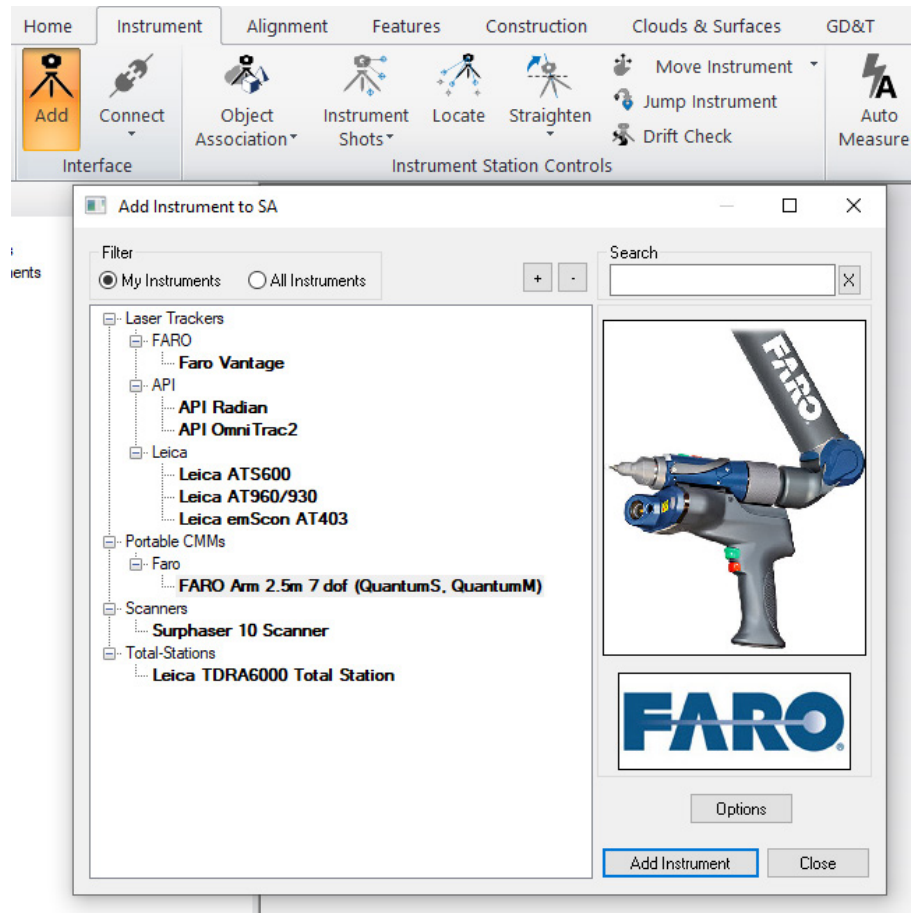 Home Instrument Alignment Features Construction Clouds & Surfaces GD&T
Add
Connect
Object
Association
Instrument
Shots
Locate
Straighten
Move Instrument
Jump Instrument
Drift Check
Auto
Measure
Interface
Instrument Station Controls
Add Instrument to SA
Filter
My Instruments All Instruments
+ -
Search
X
Laser Trackers
FARO
Faro Vantage
API
API Radian
API OmniTrac2
Leica
Leica ATS600
Leica AT960/930
Leica emScon AT403
Portable CMMs
Faro
FARO Arm 2.5m 7 dof (QuantumS, QuantumM)
Scanners
Surphaser 10 Scanner
Total-Stations
Leica TDRA6000 Total Station
FARO
FARO
Options
Add Instrument
Close